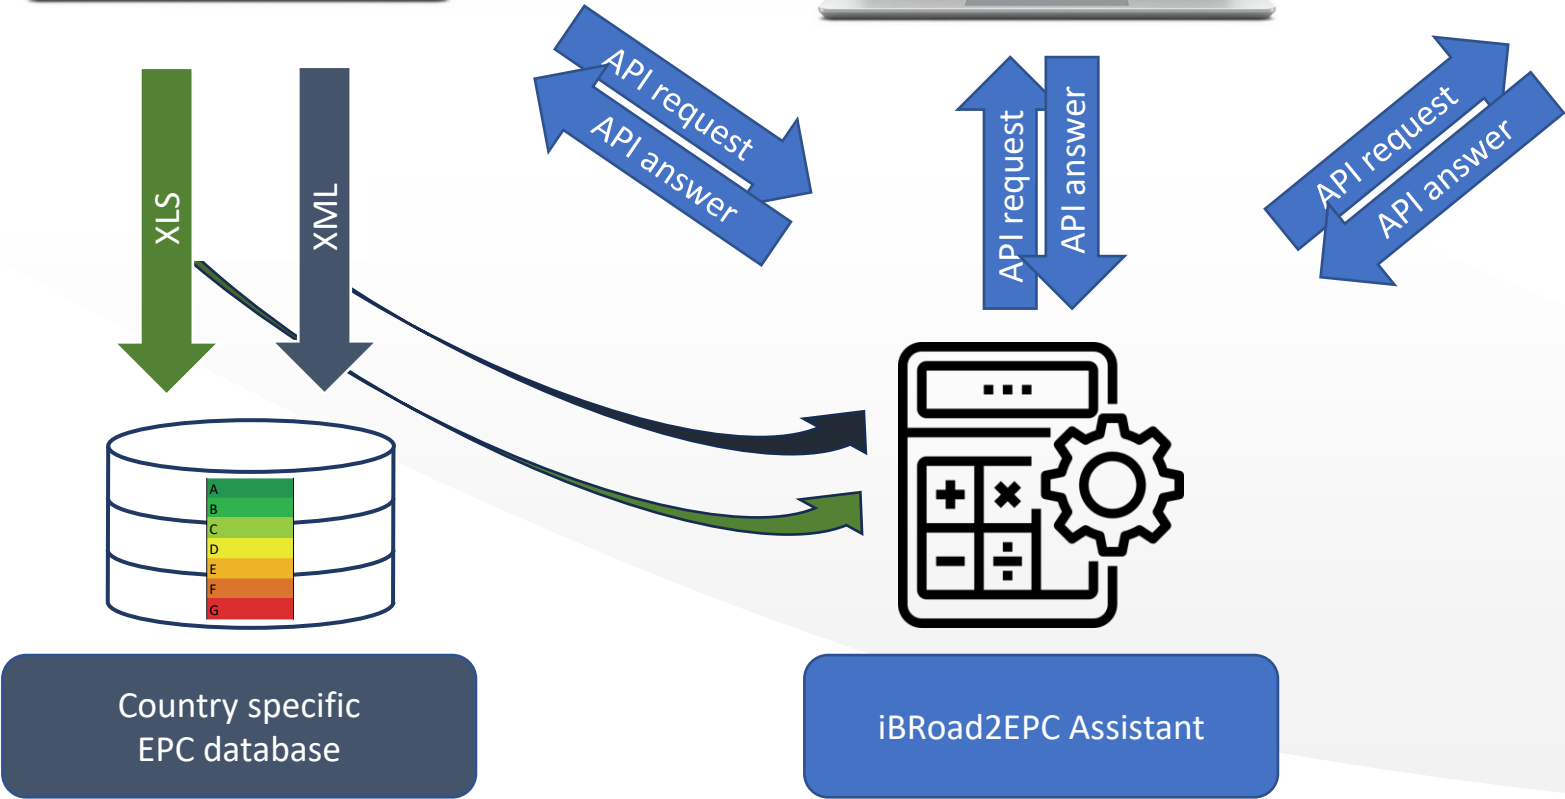 API request
API answer
API request
API answer
API request
API answer
XLS
XML
A
B
C
D
E
F
G
Country specific
EPC database
iBRoad2EPC Assistant